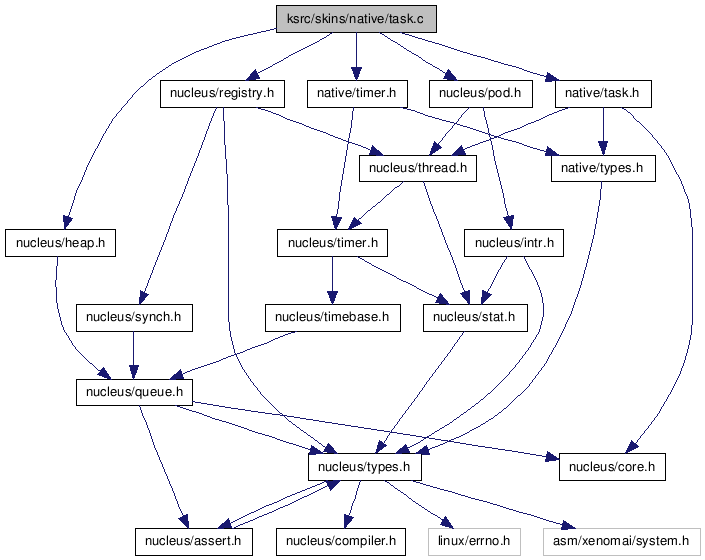 ksrc/skins/native/task.c
nucleus/registry.h
native/timer.h
nucleus/pod.h
native/task.h
nucleus/thread.h
native/types.h
nucleus/heap.h
nucleus/timer.h
nucleus/intr.h
nucleus/synch.h
nucleus/timebase.h
nucleus/stat.h
nucleus/queue.h
nucleus/types.h
nucleus/core.h
nucleus/assert.h
nucleus/compiler.h
linux/errno.h
asm/xenomai/system.h